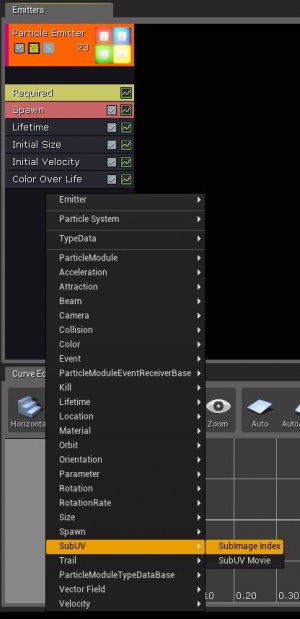 Emitters
Particle Emitter
23
Required
Spawn
Lifetime
Initial Size
Initial Velocity
Color Over Life
Emitter
Particle System
TypeData
ParticleModule
Acceleration
Attraction
Beam
Camera
Collision
Color
Event
ParticleModuleEventReceiverBase
Kill
Lifetime
Location
Material
Orbit
Orientation
Parameter
Rotation
RotationRate
Size
Spawn
SubUV
SubImage Index
SubUV Movie
Trail
ParticleModuleTypeDataBase
Vector Field
Velocity
Curve Ed
Horizonta
Zoom
Auto
Auto
0.20
0.30